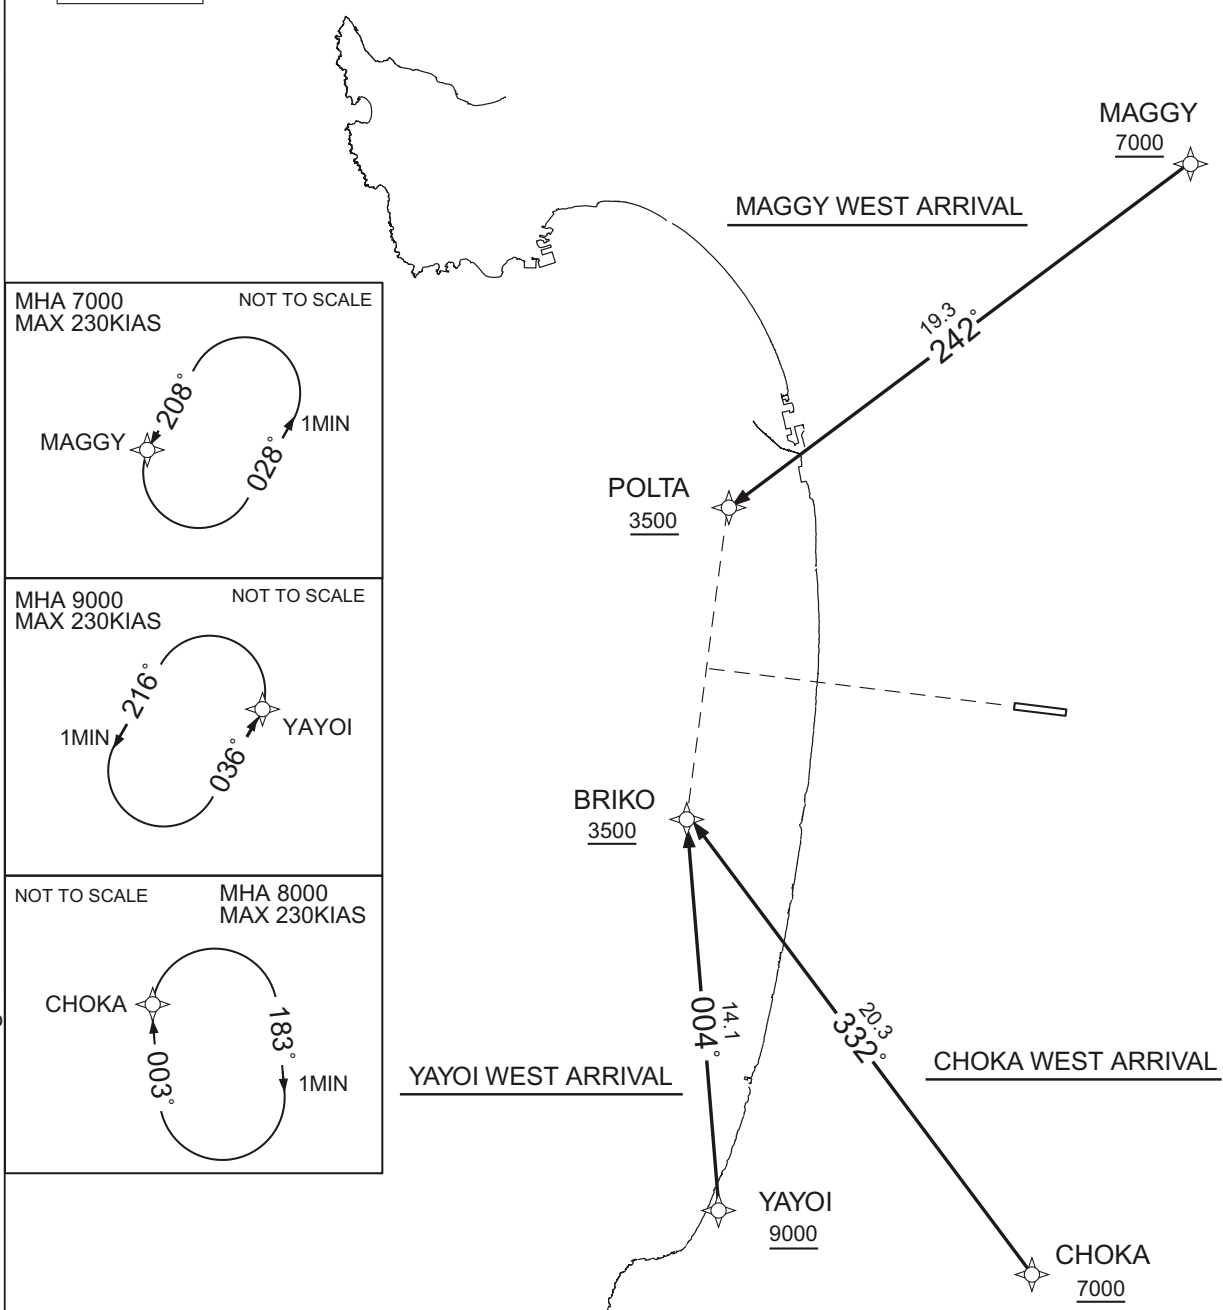 MAGGY
7000
MAGGY WEST ARRIVAL
19.3
242°
MHA 7000
MAX 230KIAS
NOT TO SCALE
208°
MAGGY
1MIN
028°
POLTA
3500
MHA 9000
MAX 230KIAS
NOT TO SCALE
216°
1MIN
YAYOI
036°
BRIKO
3500
NOT TO SCALE
MHA 8000
MAX 230KIAS
CHOKA
183°
003°
1MIN
14.1
004°
20.3
332°
YAYOI WEST ARRIVAL
CHOKA WEST ARRIVAL
YAYOI
9000
CHOKA
7000